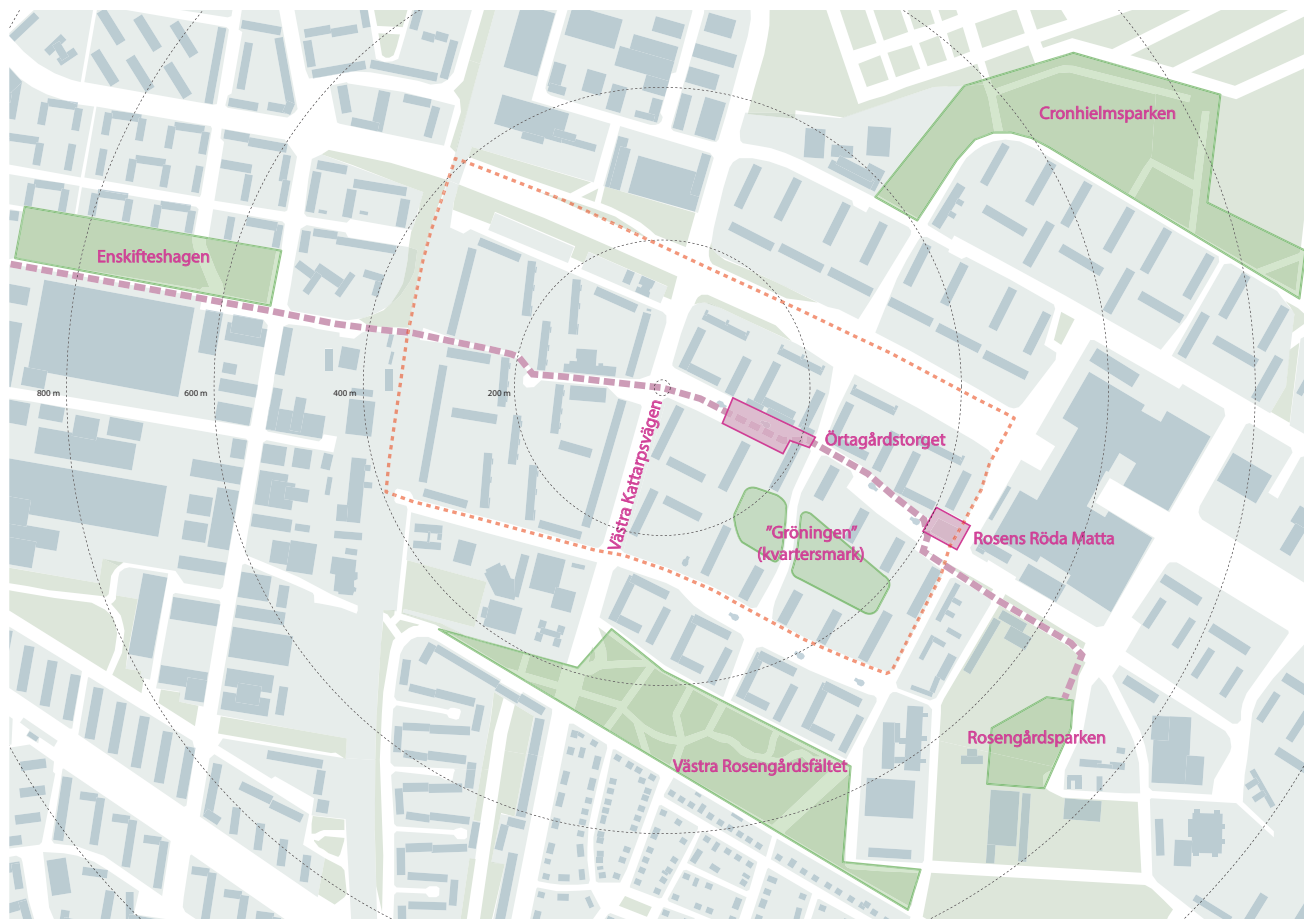 Cronhielmsparken
Enskifteshagen
800 m
600 m
400 m
200 m
Västra Kattarpsvägen
Örtagårdstorget
"Gröningen"
(kvartersmark)
Rosens Röda Matta
Rosengårdsparken
Västra Rosengårdsfältet